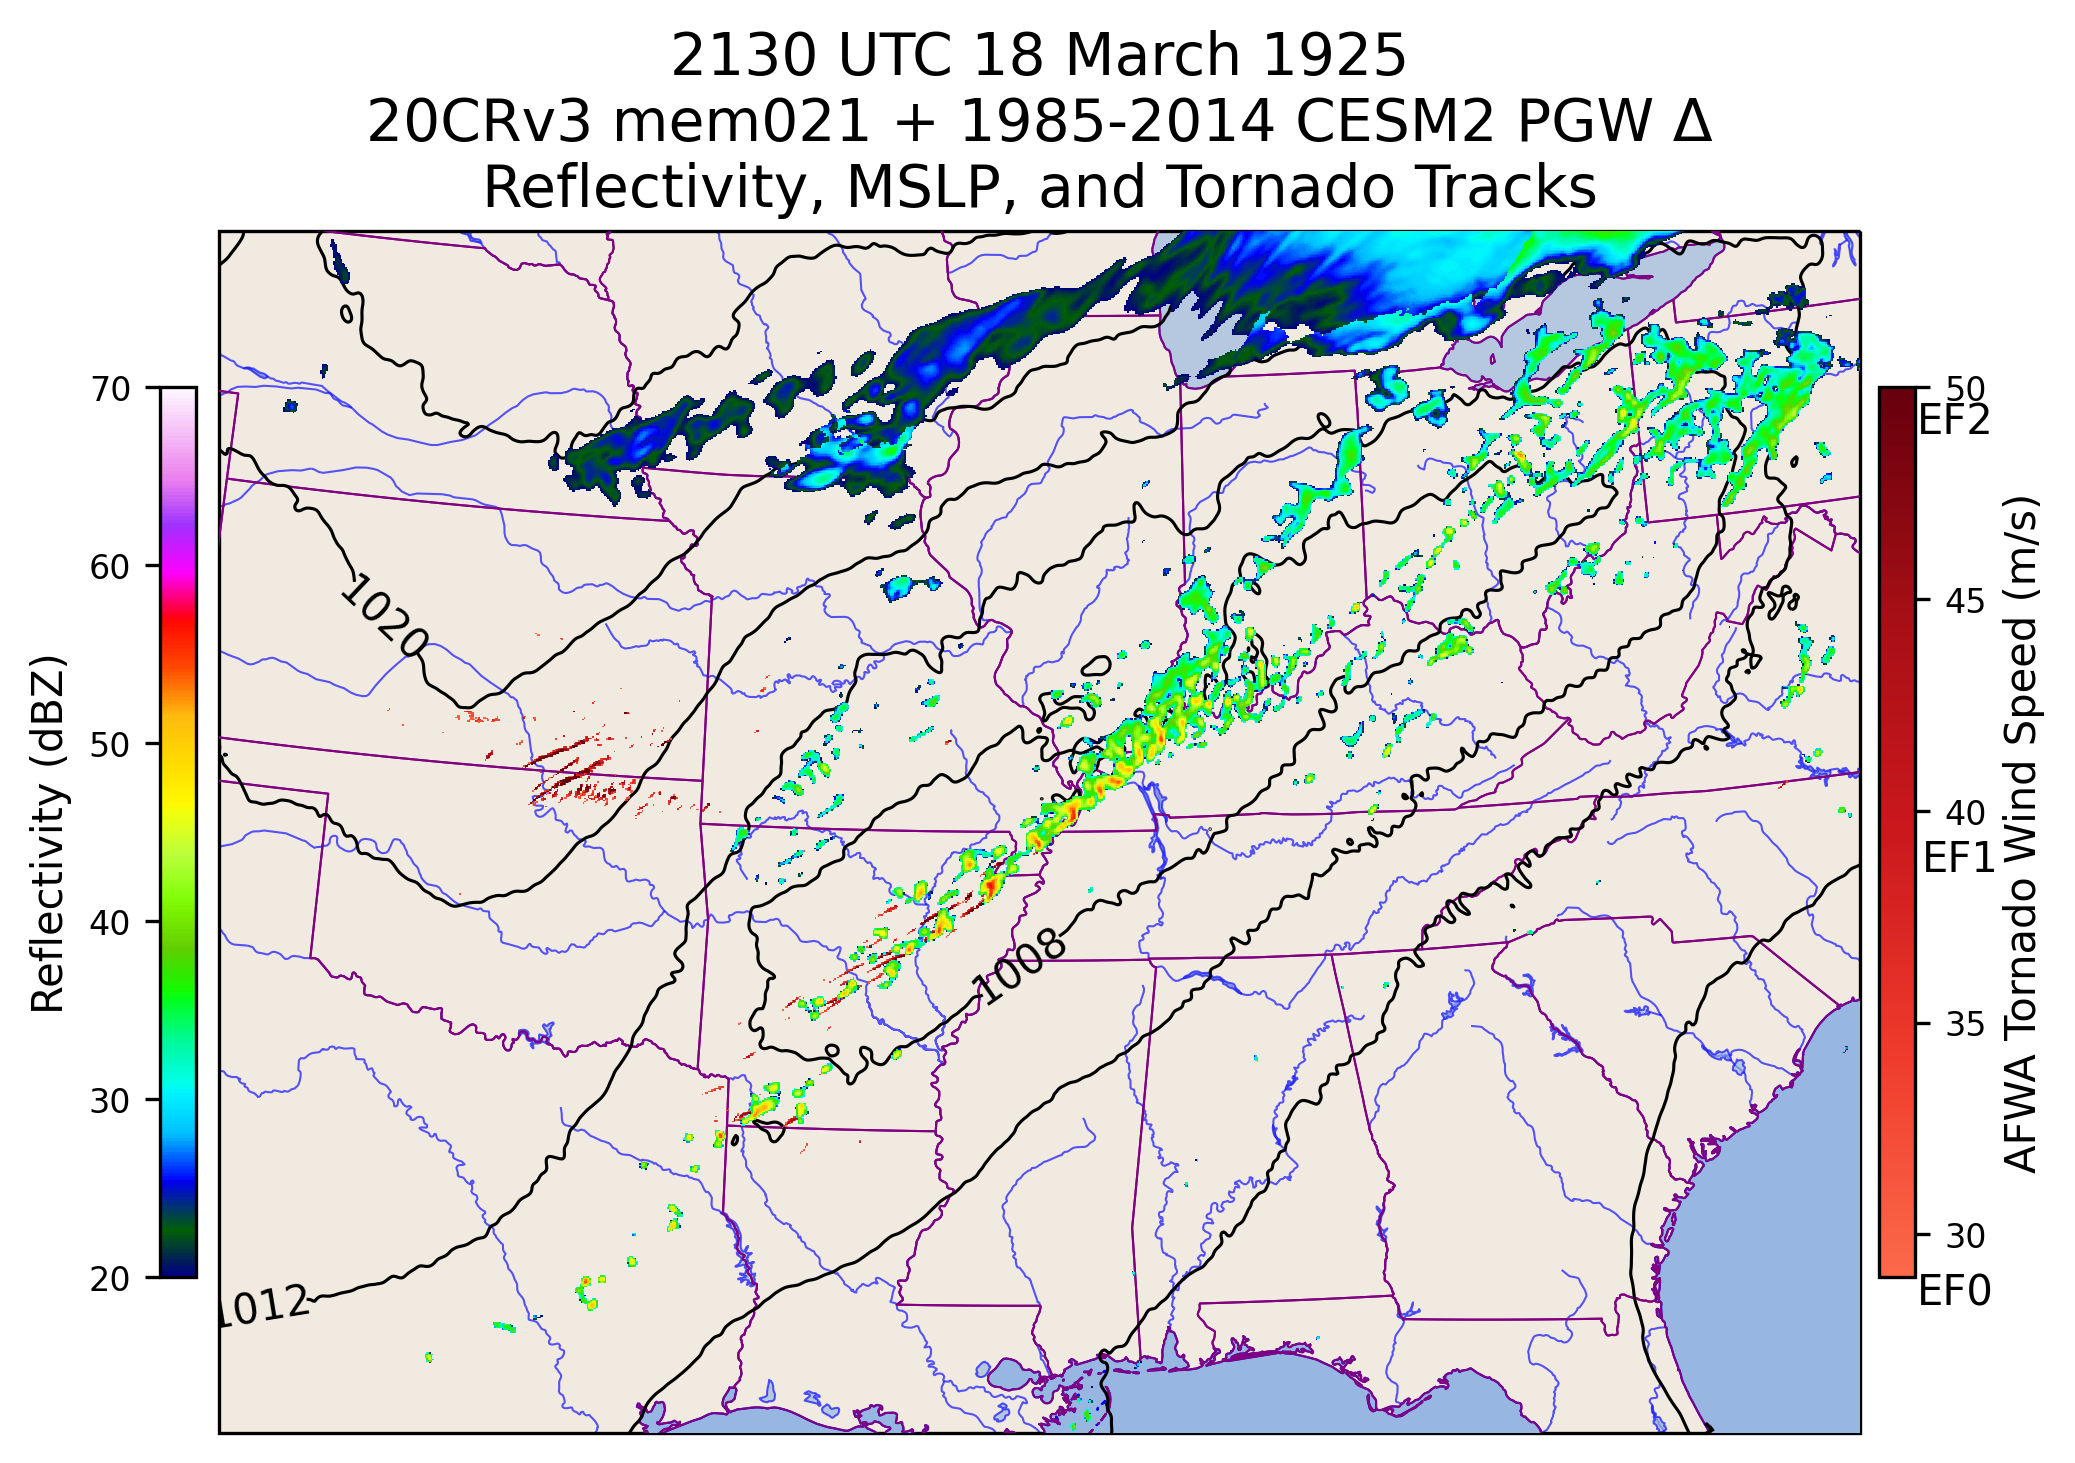 2130 UTC 18 March 1925
20CRv3 mem021 + 1985-2014 CESM2 PGW Δ
Reflectivity, MSLP, and Tornado Tracks
70
60
50
40
30
20
Reflectivity (dBZ)
1020
1008
1012
50
EF2
45
40
EF1
35
30
EF0
AFWA Tornado Wind Speed (m/s)